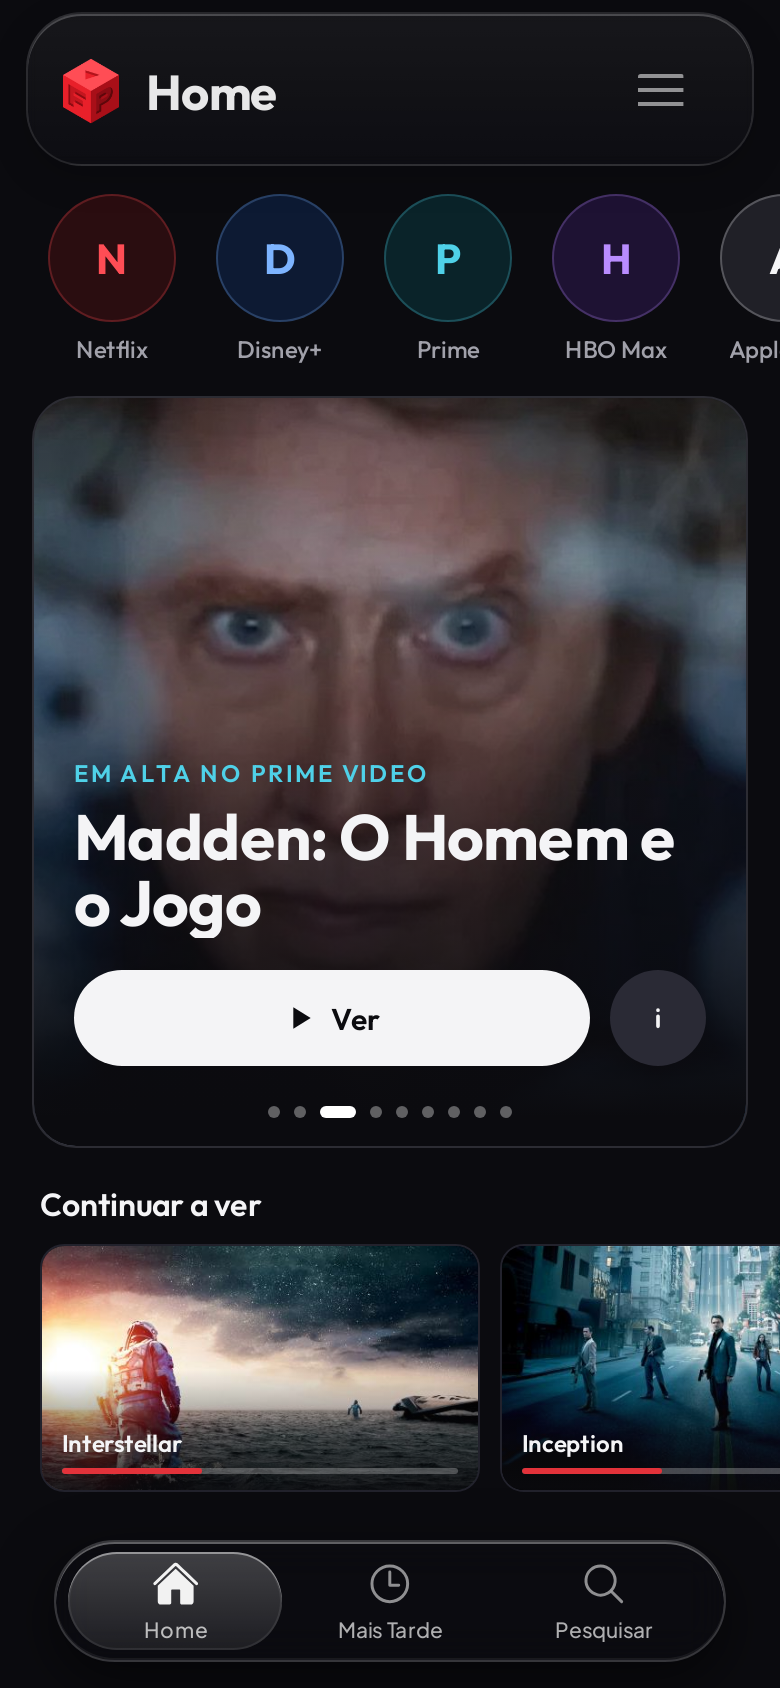 Home
N
D
P
H
Netflix
Disney+
Prime
HBO Max
Appl
EM ALTA NO PRIME VIDEO
Madden: O Homem e
o Jogo
Ver
i
Continuar a ver
Interstellar
Inception
Home
Mais Tarde
Pesquisar